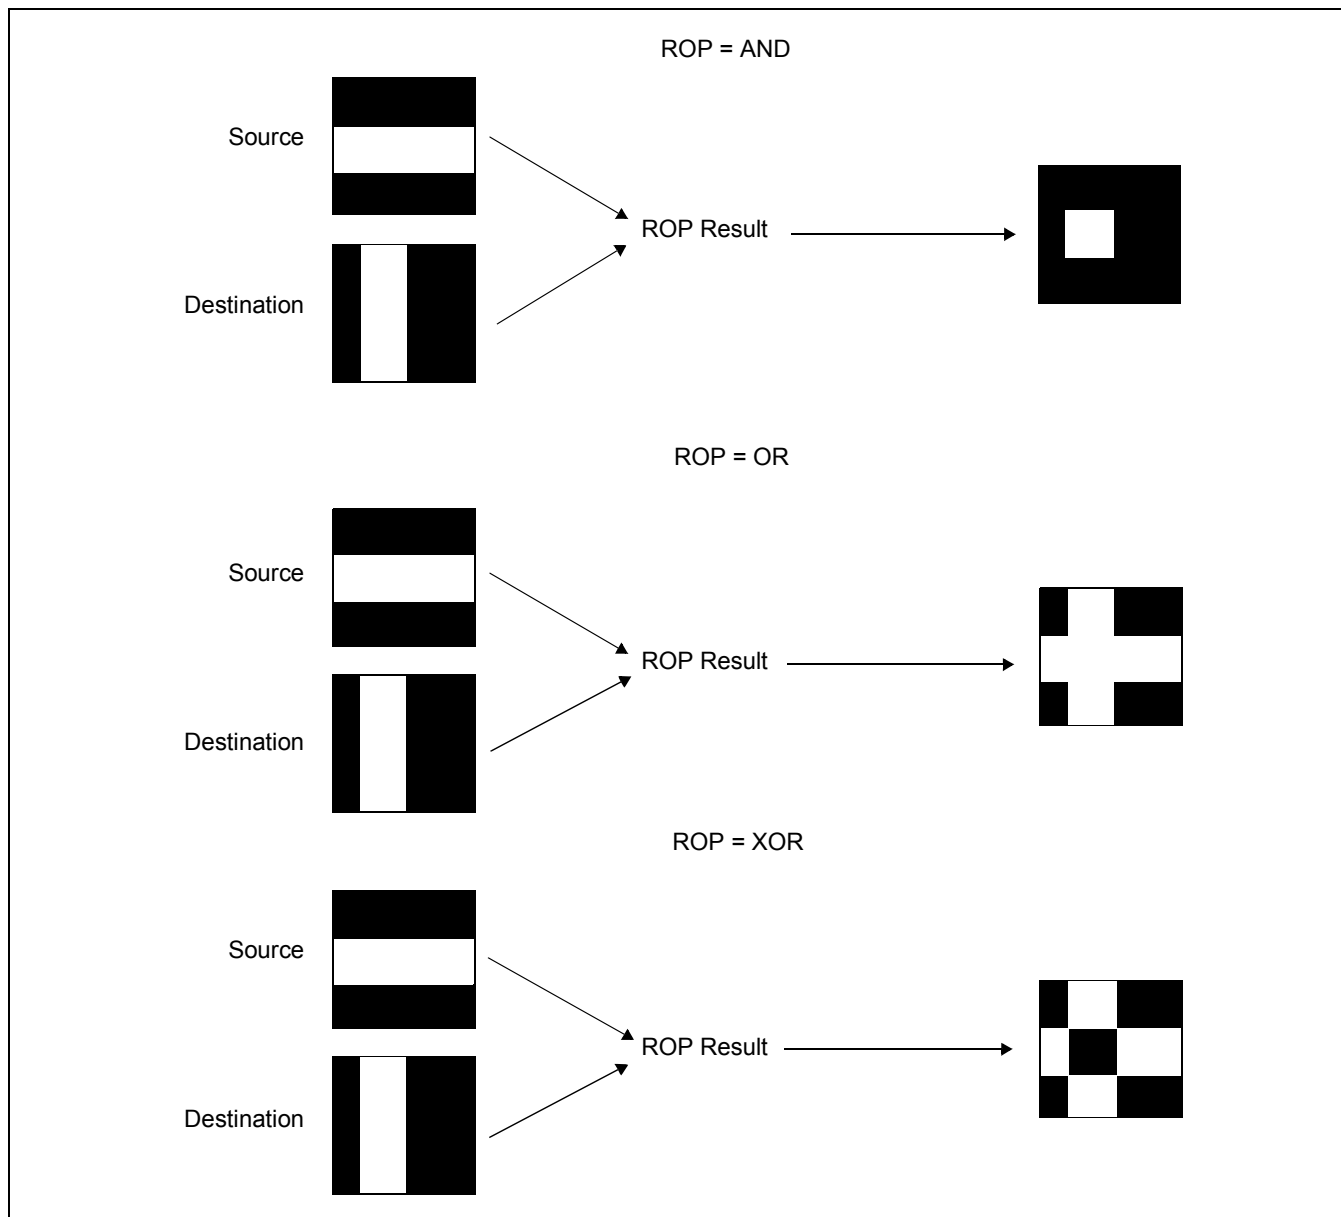 ROP = AND
Source
ROP Result
Destination
ROP = OR
Source
ROP Result
Destination
ROP = XOR
Source
ROP Result
Destination